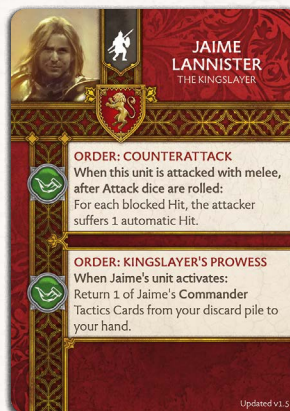 JAIME
LANNISTER
THE KINGSLAYER
ORDER: COUNTERATTACK
When this unit is attacked with melee,
after Attack dice are rolled:
For each blocked Hit, the attacker
suffers 1 automatic Hit.
ORDER: KINGSLAYER'S PROWESS
When Jaime's unit activates:
Return 1 of Jaime's Commander
Tactics Cards from your discard pile to
your hand.
Updated v1.5